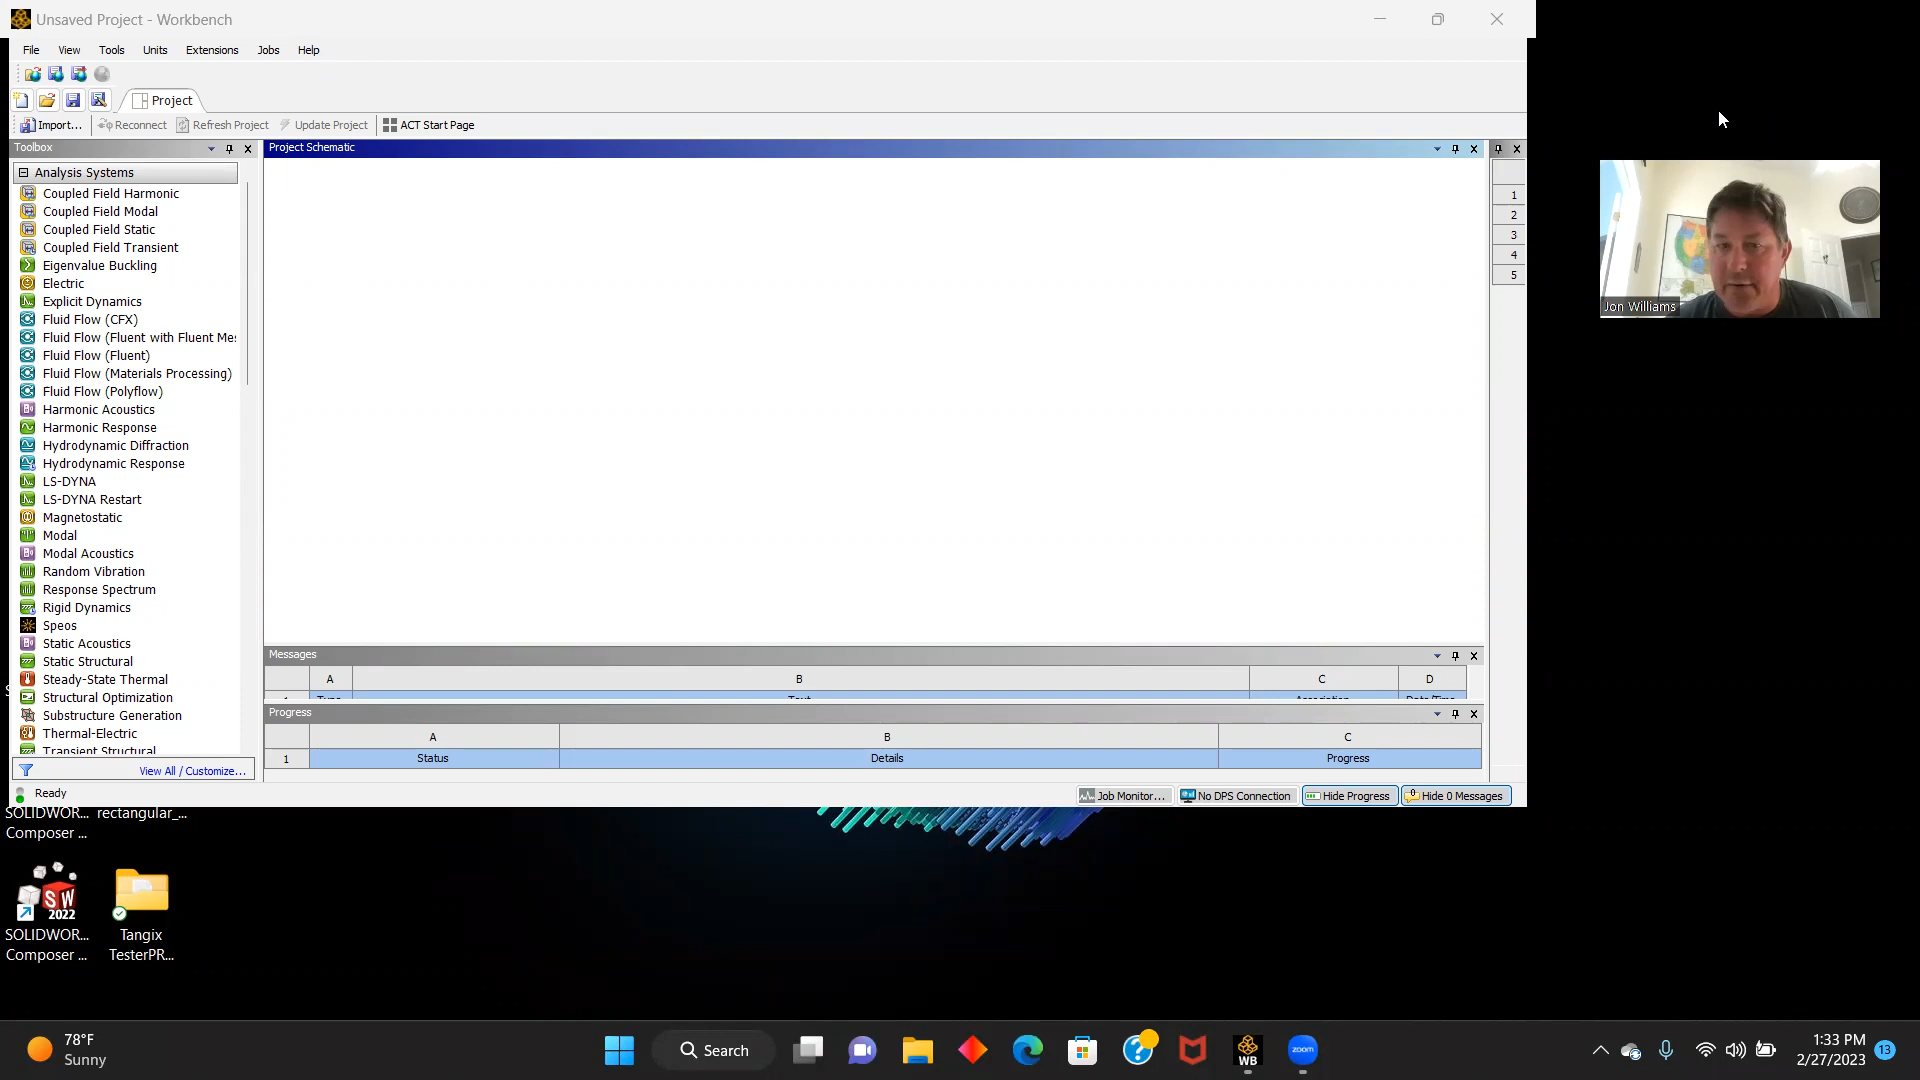 Unsaved Project - Workbench
File View Tools Units Extensions Jobs Help
Project
Import... Reconnect Refresh Project Update Project ACT Start Page
Toolbox
Project Schematic
Analysis Systems
Coupled Field Harmonic
Coupled Field Modal
Coupled Field Static
Coupled Field Transient
Eigenvalue Buckling
Electric
Explicit Dynamics
Fluid Flow (CFX)
Fluid Flow (Fluent with Fluent Me
Fluid Flow (Fluent)
Fluid Flow (Materials Processing)
Fluid Flow (Polyflow)
Harmonic Acoustics
Harmonic Response
Hydrodynamic Diffraction
Hydrodynamic Response
LS-DYNA
LS-DYNA Restart
Magnetostatic
Modal
Modal Acoustics
Random Vibration
Response Spectrum
Rigid Dynamics
Speos
Static Acoustics
Static Structural
Steady-State Thermal
Structural Optimization
Substructure Generation
Thermal-Electric
Transient Structural
View All / Customize...
1
2
3
4
5
Jon Williams
Messages
A B C D
Progress
A B C
1 Status Details Progress
Ready
Job Monitor... No DPS Connection Hide Progress Hide 0 Messages
SOLIDWOR... rectangular_...
Composer ...
SW
2022
SOLIDWOR... Tangix
Composer ... TesterPR...
78°F
Sunny
Search
WB
zoom
1:33 PM
2/27/2023
13